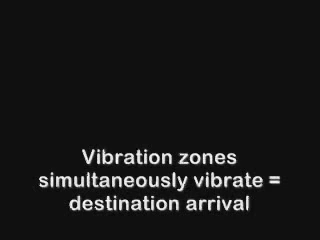 Vibration zones
simultaneously vibrate =
destination arrival